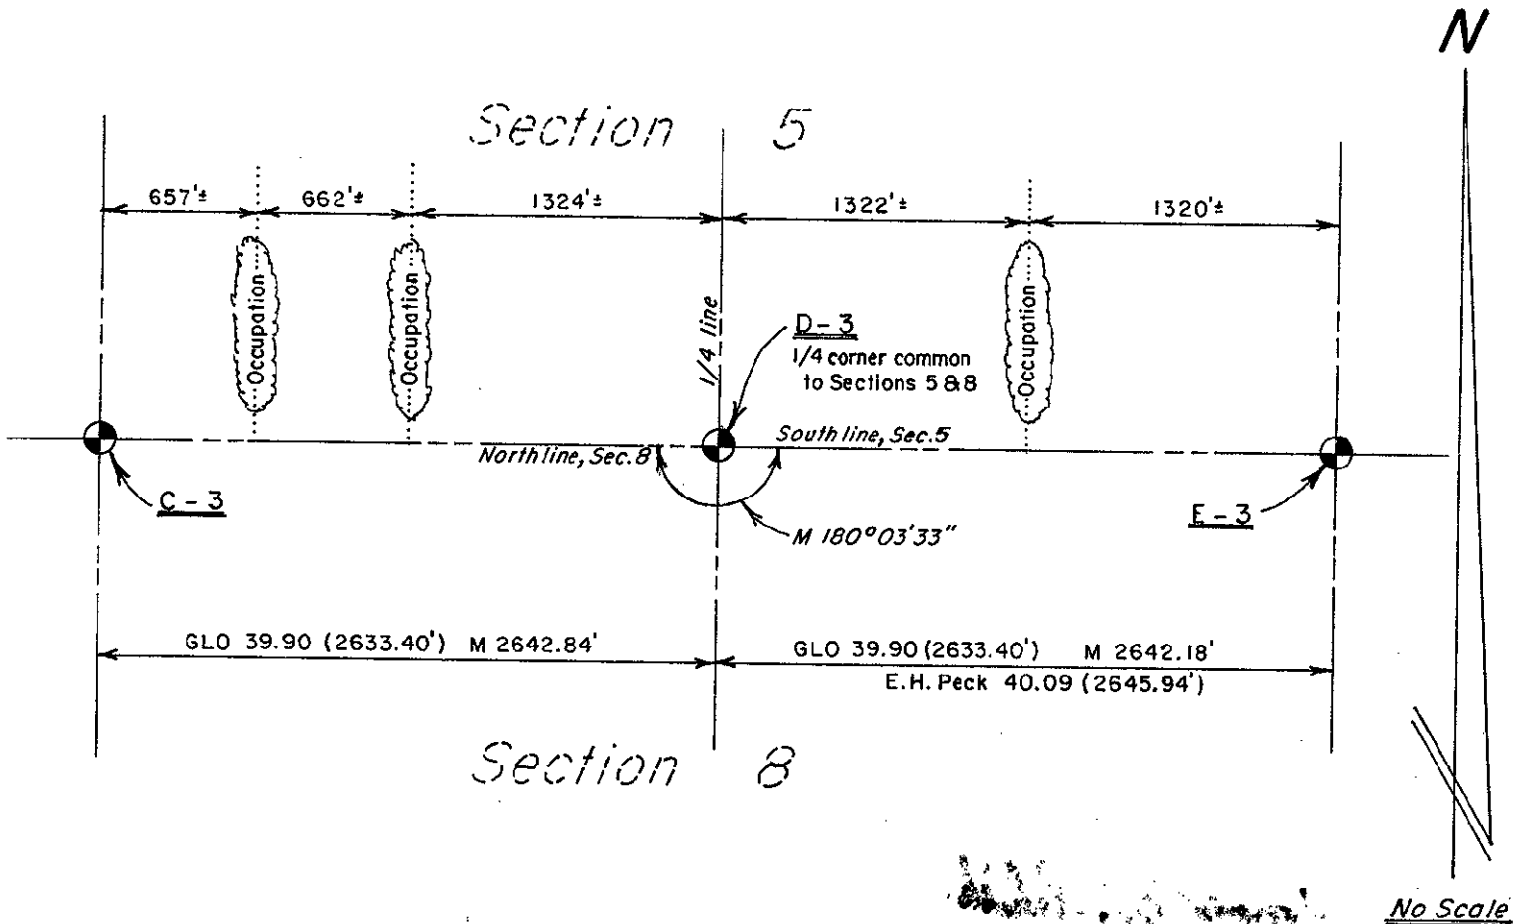 N
Section 5
657'± 662'± 1324'± 1322'± 1320'±
Occupation
Occupation
1/4 line
Occupation
D-3
1/4 corner common
to Sections 5 & 8
North line, Sec. 8
South line, Sec. 5
C-3
E-3
M 180°03'33"
GLO 39.90 (2633.40') M 2642.84'
GLO 39.90 (2633.40') M 2642.18'
E.H. Peck 40.09 (2645.94')
Section 8
No Scale